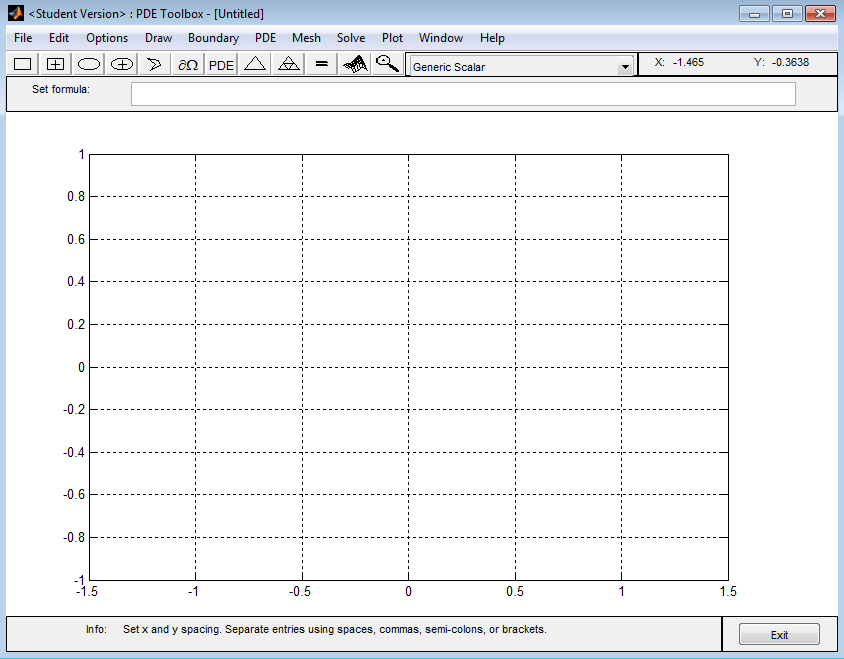 <Student Version> : PDE Toolbox - [Untitled]
File Edit Options Draw Boundary PDE Mesh Solve Plot Window Help
∂Ω PDE = Generic Scalar X: -1.465 Y: -0.3638
Set formula:
1
0.8
0.6
0.4
0.2
0
-0.2
-0.4
-0.6
-0.8
-1
-1.5 -1 -0.5 0 0.5 1 1.5
Info: Set x and y spacing. Separate entries using spaces, commas, semi-colons, or brackets.
Exit